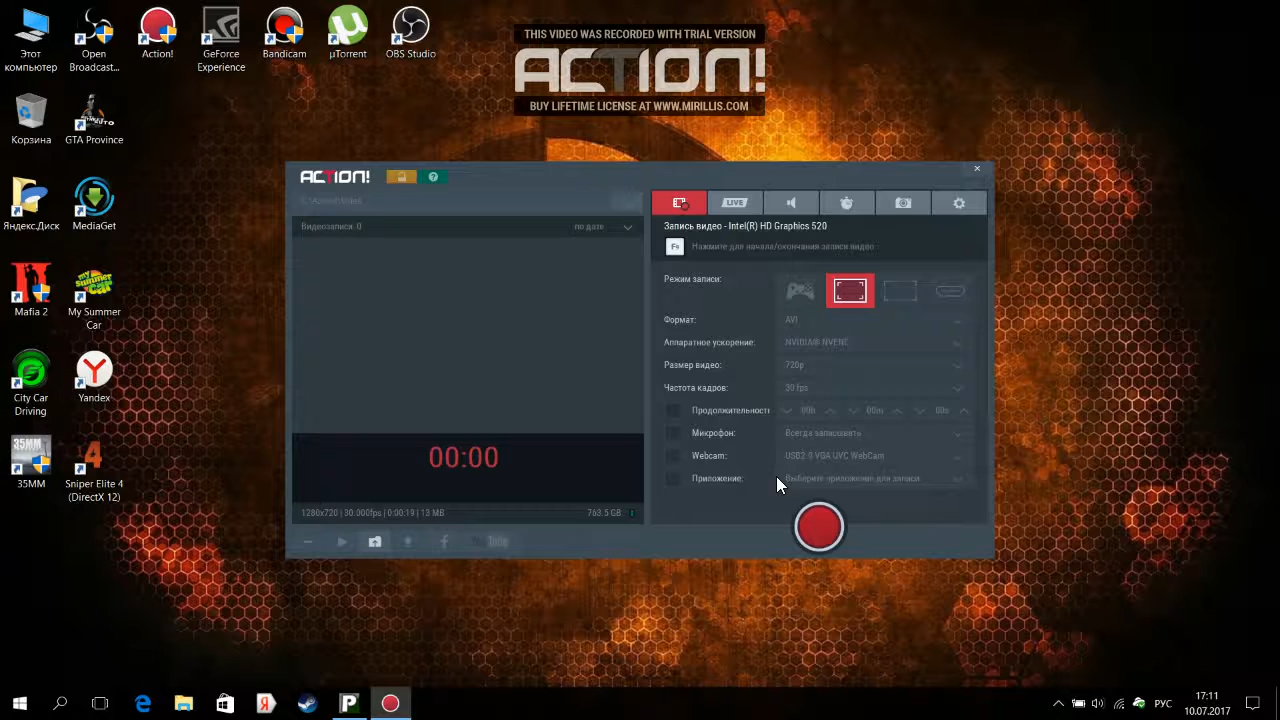 Этот
компьютер
Open
Broadcast...
Action!
GeForce
Experience
Bandicam
µTorrent
OBS Studio
THIS VIDEO WAS RECORDED WITH TRIAL VERSION
ACTION!
BUY LIFETIME LICENSE AT WWW.MIRILLIS.COM
Корзина
GTA Province
Яндекс.Диск
MediaGet
Mafia 2
My Summer
Car
City Car
Driving
Yandex
35MM
35MM
Sniper Elite 4
(DirectX 12)
ACTION!
Видеозаписи: 0
по дате
00:00
1280x720 | 30.000fps | 0:00:19 | 13 MB
763.5 GB
LIVE
Запись видео - Intel(R) HD Graphics 520
F9 Нажмите для начала/окончания записи видео
Режим записи:
Формат: AVI
Аппаратное ускорение: NVIDIA® NVENC
Размер видео: 720p
Частота кадров: 30 fps
Продолжительность 00h 00m 00s
Микрофон: Всегда записывать
Webcam: USB2.0 VGA UVC WebCam
Приложение: Выберите приложение для записи
17:11
РУС
10.07.2017